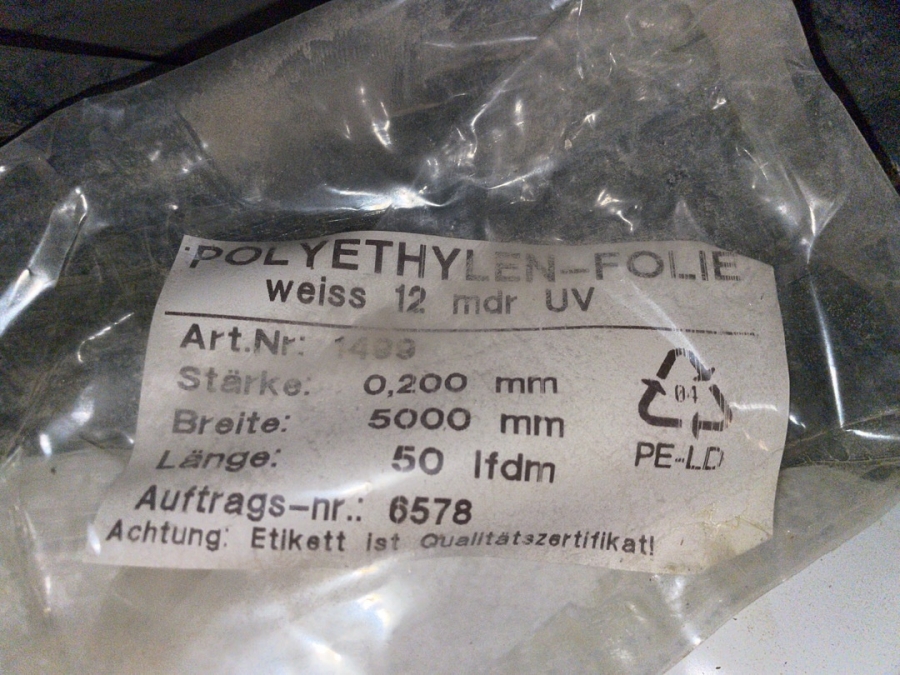 POLYETHYLEN-FOLIE
weiss 12 mdr UV
Art.Nr: 1499
Stärke: 0,200 mm
Breite: 5000 mm
Länge: 50 lfdm
04
PE-LD
Auftrags-nr.: 6578
Achtung: Etikett ist Qualitätszertifikat!